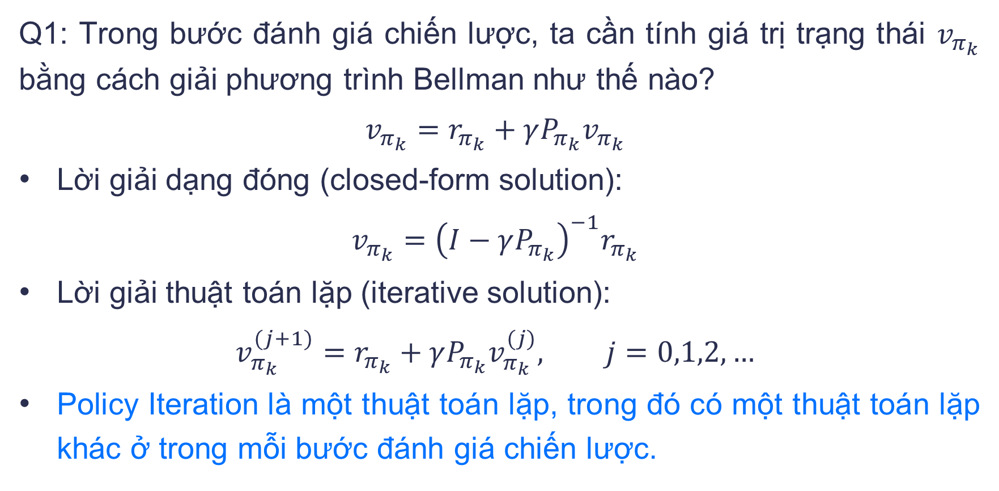 Q1: Trong bước đánh giá chiến lược, ta cần tính giá trị trạng thái $v_{\pi_k}$
bằng cách giải phương trình Bellman như thế nào?
$v_{\pi_k} = r_{\pi_k} + \gamma P_{\pi_k} v_{\pi_k}$
• Lời giải dạng đóng (closed-form solution):
$v_{\pi_k} = \left(I - \gamma P_{\pi_k}\right)^{-1} r_{\pi_k}$
• Lời giải thuật toán lặp (iterative solution):
$v_{\pi_k}^{(j+1)} = r_{\pi_k} + \gamma P_{\pi_k} v_{\pi_k}^{(j)}, \quad j = 0,1,2, \ldots$
• Policy Iteration là một thuật toán lặp, trong đó có một thuật toán lặp
khác ở trong mỗi bước đánh giá chiến lược.